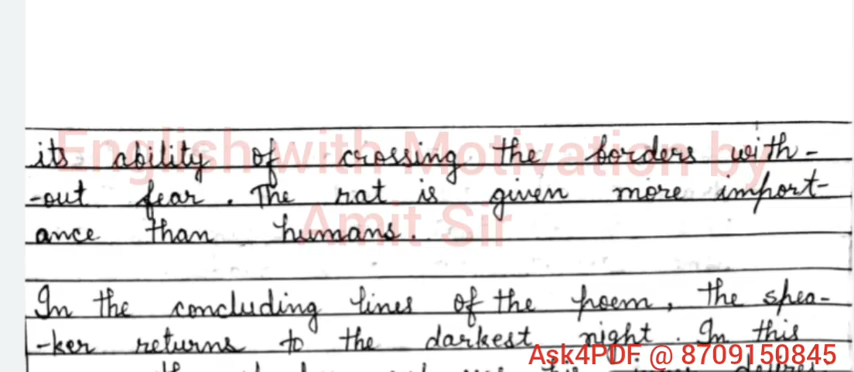 English with Motivation by
Amit Sir
its ability of crossing the borders with-
-out fear. The rat is given more import-
ance than humans.
In the concluding lines of the poem, the spea-
-ker returns to the darkest night. In this
Ask4PDF @ 8709150845